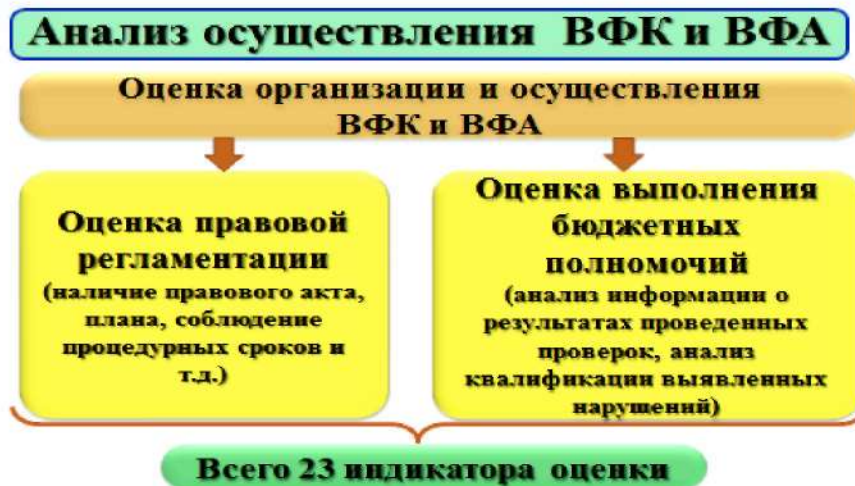 Анализ осуществления ВФК и ВФА
Оценка организации и осуществления
ВФК и ВФА
Оценка правовой
регламентации
(наличие правового акта,
плана, соблюдение
процедурных сроков и
т.д.)
Оценка выполнения
бюджетных
полномочий
(анализ информации о
результатах проведенных
проверок, анализ
квалификации выявленных
нарушений)
Всего 23 индикатора оценки